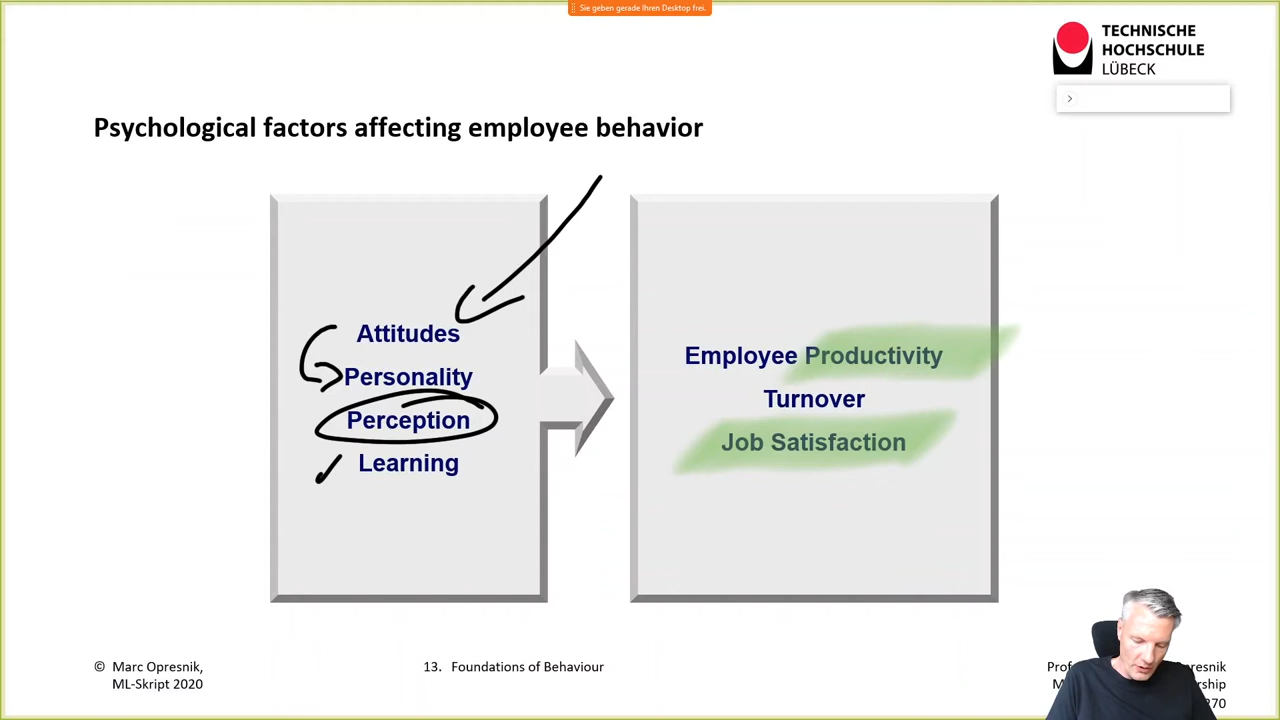 Sie geben gerade Ihren Desktop frei.
TECHNISCHE
HOCHSCHULE
LÜBECK
Psychological factors affecting employee behavior
Attitudes
Personality
Perception
Learning
Employee Productivity
Turnover
Job Satisfaction
© Marc Opresnik,
ML-Skript 2020
13. Foundations of Behaviour